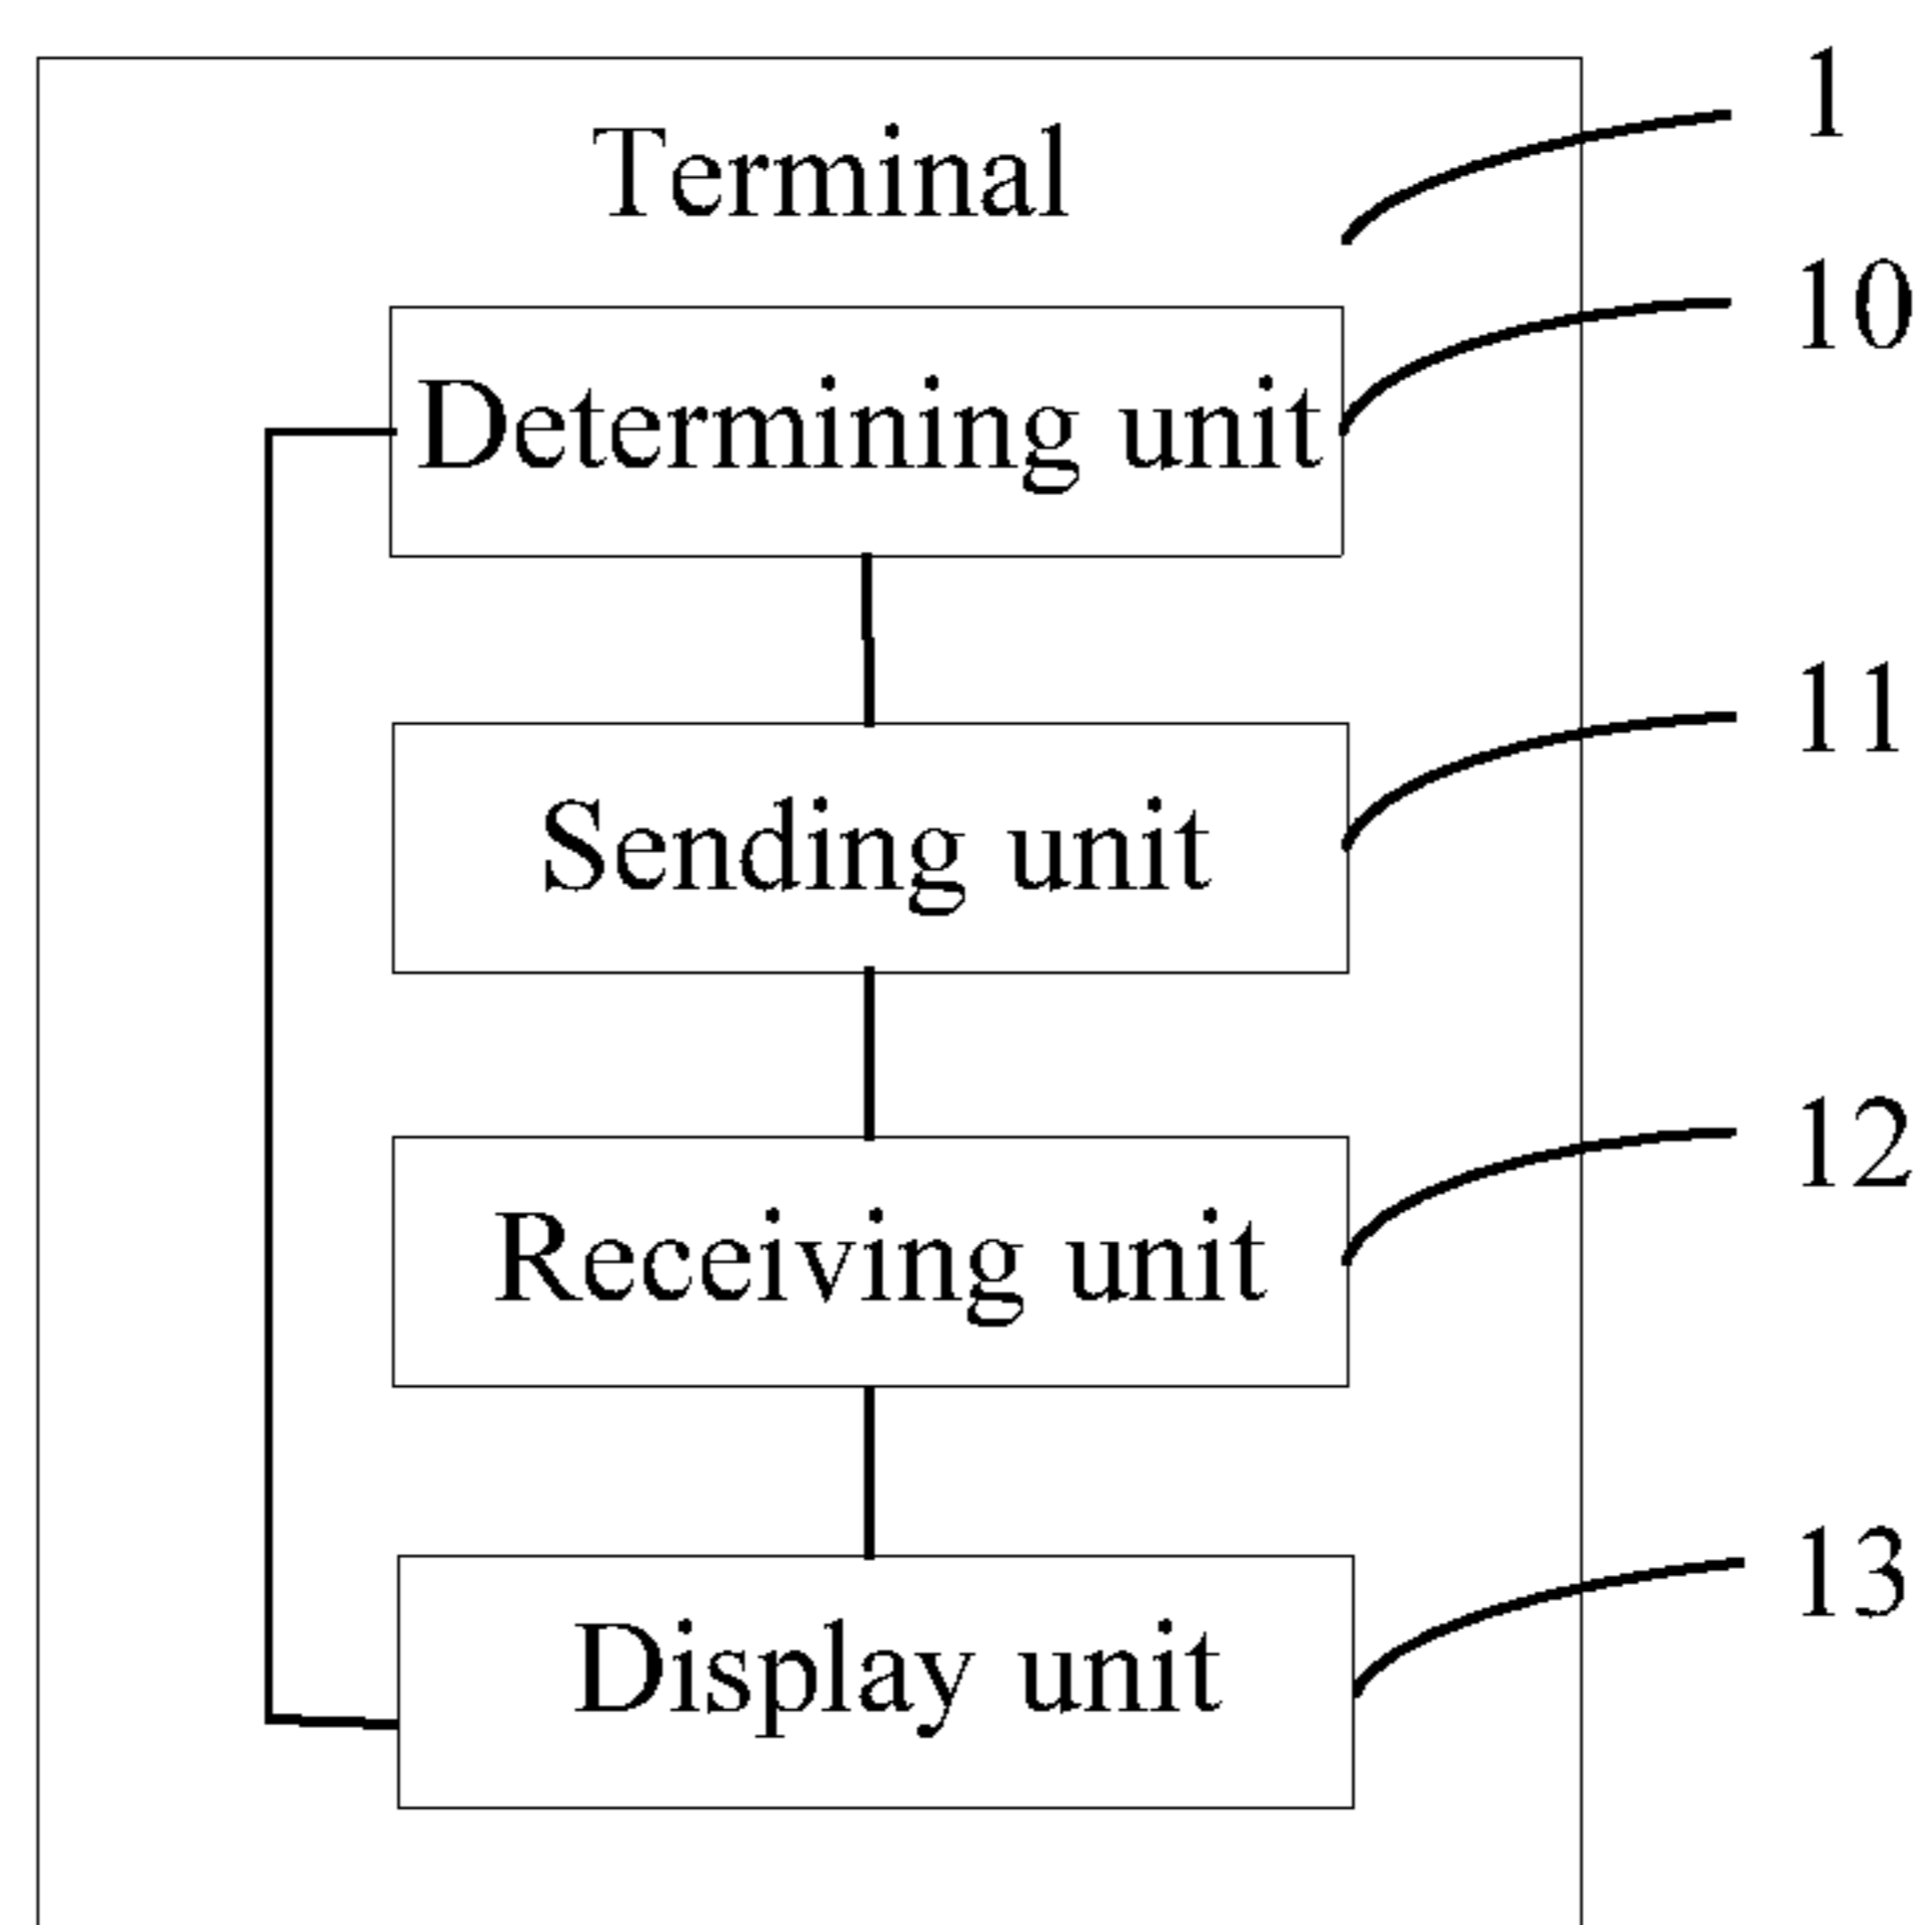 1
Terminal
10
Determining unit
11
Sending unit
12
Receiving unit
13
Display unit